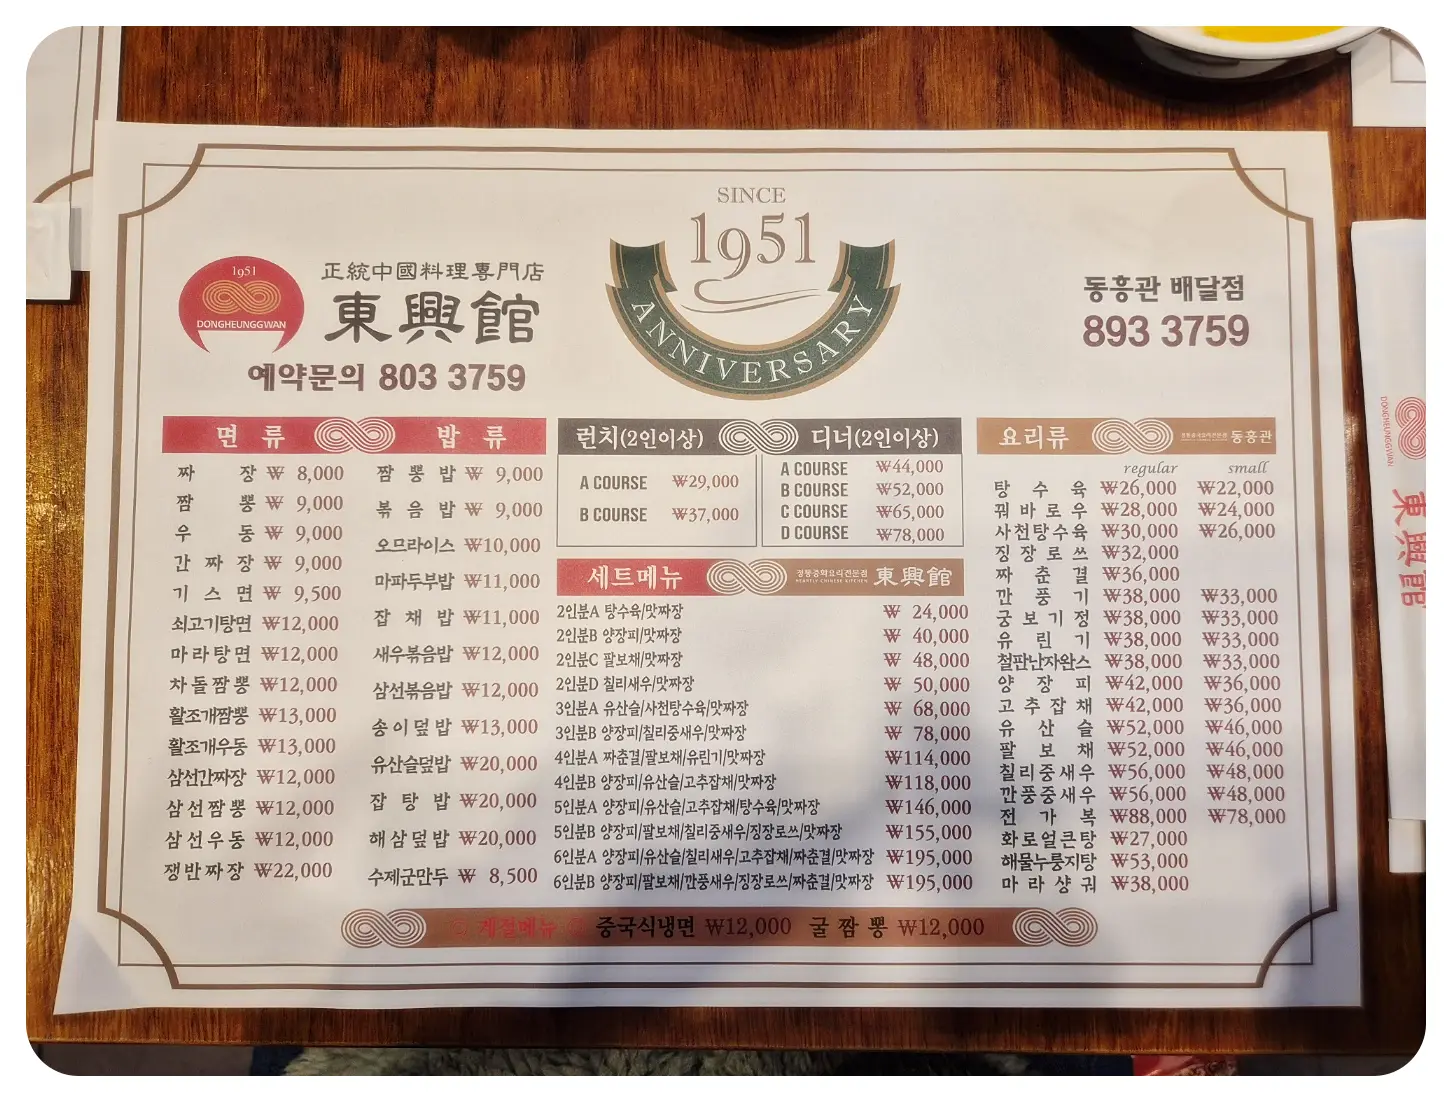 SINCE
1951
ANNIVERSARY
1951
DONGHEUNGGWAN
正統中國料理專門店
東興館
예약문의 803 3759
동흥관 배달점
893 3759
면 류
짜 장 ₩ 8,000
짬 뽕 ₩ 9,000
우 동 ₩ 9,000
간 짜 장 ₩ 9,000
기 스 면 ₩ 9,500
쇠고기탕면 ₩12,000
마 라 탕 면 ₩12,000
차 돌 짬 뽕 ₩12,000
활조개짬뽕 ₩13,000
활조개우동 ₩13,000
삼선간짜장 ₩12,000
삼 선 짬 뽕 ₩12,000
삼 선 우 동 ₩12,000
쟁 반 짜 장 ₩22,000
밥 류
짬 뽕 밥 ₩ 9,000
볶 음 밥 ₩ 9,000
오므라이스 ₩10,000
마파두부밥 ₩11,000
잡 채 밥 ₩11,000
새우볶음밥 ₩12,000
삼선볶음밥 ₩12,000
송 이 덮 밥 ₩13,000
유산슬덮밥 ₩20,000
잡 탕 밥 ₩20,000
해 삼 덮 밥 ₩20,000
수제군만두 ₩ 8,500
런치(2인이상)
A COURSE ₩29,000
B COURSE ₩37,000
디너(2인이상)
A COURSE ₩44,000
B COURSE ₩52,000
C COURSE ₩65,000
D COURSE ₩78,000
세트메뉴
정통중화요리전문점 東興館
2인분A 탕수육/맛짜장 ₩ 24,000
2인분B 양장피/맛짜장 ₩ 40,000
2인분C 팔보채/맛짜장 ₩ 48,000
2인분D 칠리새우/맛짜장 ₩ 50,000
3인분A 유산슬/사천탕수육/맛짜장 ₩ 68,000
3인분B 양장피/칠리중새우/맛짜장 ₩ 78,000
4인분A 짜춘결/팔보채/유린기/맛짜장 ₩114,000
4인분B 양장피/유산슬/고추잡채/맛짜장 ₩118,000
5인분A 양장피/유산슬/고추잡채/탕수육/맛짜장 ₩146,000
5인분B 양장피/팔보채/칠리중새우/징장로쓰/맛짜장 ₩155,000
6인분A 양장피/유산슬/칠리새우/고추잡채/짜춘결/맛짜장 ₩195,000
6인분B 양장피/팔보채/깐풍새우/징장로쓰/짜춘결/맛짜장 ₩195,000
요리류
동흥관
regular small
탕 수 육 ₩26,000 ₩22,000
꿔 바 로 우 ₩28,000 ₩24,000
사천탕수육 ₩30,000 ₩26,000
징 장 로 쓰 ₩32,000
짜 춘 결 ₩36,000
깐 풍 기 ₩38,000 ₩33,000
궁 보 기 정 ₩38,000 ₩33,000
유 린 기 ₩38,000 ₩33,000
철판난자완스 ₩38,000 ₩33,000
양 장 피 ₩42,000 ₩36,000
고 추 잡 채 ₩42,000 ₩36,000
유 산 슬 ₩52,000 ₩46,000
팔 보 채 ₩52,000 ₩46,000
칠리중새우 ₩56,000 ₩48,000
깐풍중새우 ₩56,000 ₩48,000
전 가 복 ₩88,000 ₩78,000
화로얼큰탕 ₩27,000
해물누룽지탕 ₩53,000
마 라 샹 궈 ₩38,000
계절메뉴 중국식냉면 ₩12,000 굴 짬 뽕 ₩12,000
DONGHEUNGGWAN
東興館